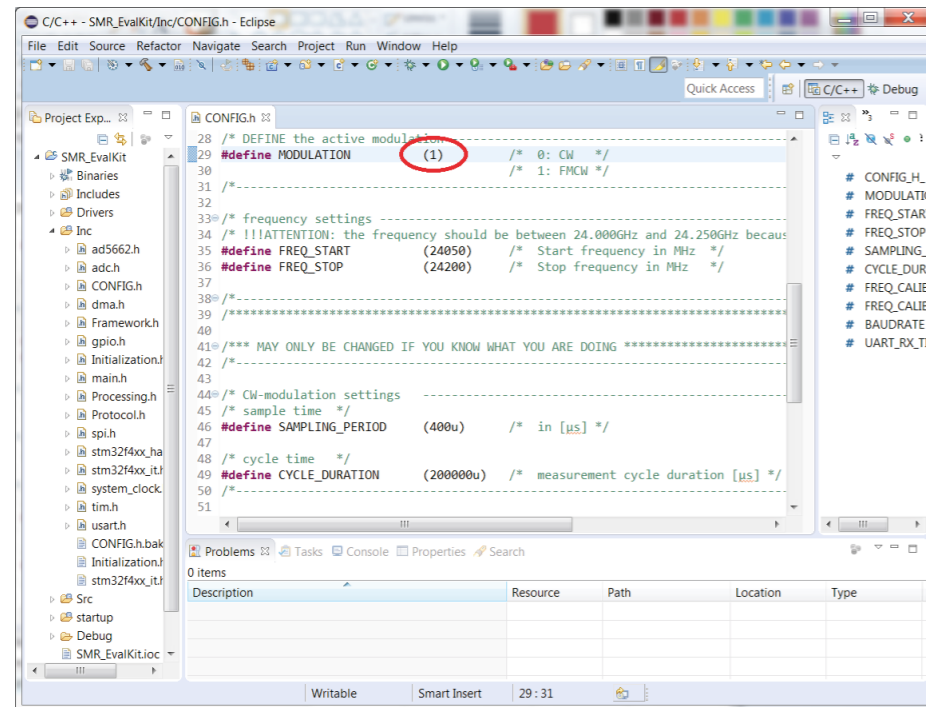 C/C++ - SMR_EvalKit/Inc/CONFIG.h - Eclipse
File Edit Source Refactor Navigate Search Project Run Window Help
Quick Access
C/C++
Debug
Project Exp...
SMR_EvalKit
Binaries
Includes
Drivers
Inc
ad5662.h
adc.h
CONFIG.h
dma.h
Framework.h
gpio.h
Initialization.h
main.h
Processing.h
Protocol.h
spi.h
stm32f4xx_ha
stm32f4xx_it.h
system_clock.
tim.h
usart.h
CONFIG.h.bak
Initialization.h
stm32f4xx_it.h
Src
startup
Debug
SMR_EvalKit.ioc
CONFIG.h
28 /* DEFINE the active modulation ------------------------------------------------
29 #define MODULATION (1) /* 0: CW */
30 /* 1: FMCW */
31 /*----------------------------------------------------------------------------
32
33 /* frequency settings ---------------------------------------------------------
34 /* !!!ATTENTION: the frequency should be between 24.000GHz and 24.250GHz becaus
35 #define FREQ_START (24050) /* Start frequency in MHz */
36 #define FREQ_STOP (24200) /* Stop frequency in MHz */
37
38 /*----------------------------------------------------------------------------
39 /*****************************************************************************
40
41 /*** MAY ONLY BE CHANGED IF YOU KNOW WHAT YOU ARE DOING ***********************
42 /*----------------------------------------------------------------------------
43
44 /* CW-modulation settings ---------------------------------------------------
45 /* sample time */
46 #define SAMPLING_PERIOD (400u) /* in [µs] */
47
48 /* cycle time */
49 #define CYCLE_DURATION (200000u) /* measurement cycle duration [µs] */
50 /*----------------------------------------------------------------------------
51
3
CONFIG_H_
MODULATIO
FREQ_STAR
FREQ_STOP
SAMPLING_
CYCLE_DUR
FREQ_CALIE
FREQ_CALIE
BAUDRATE
UART_RX_TI
Problems Tasks Console Properties Search
0 items
Description Resource Path Location Type
Writable Smart Insert 29 : 31